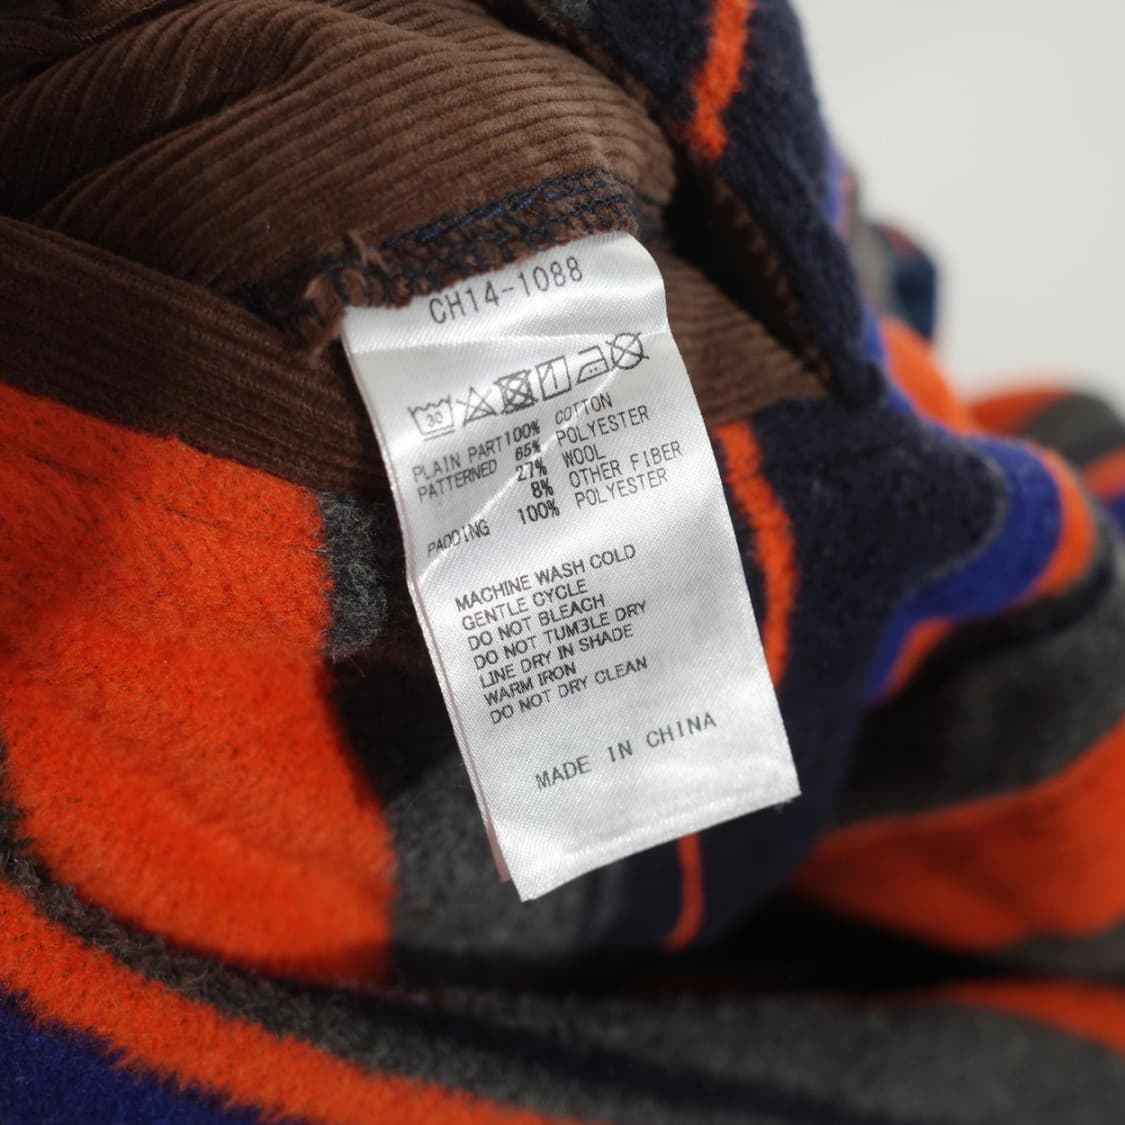 CH14-1088
30
PLAIN PART 100% COTTON
PATTERNED 65% POLYESTER
27% WOOL
8% OTHER FIBER
PADDING 100% POLYESTER
MACHINE WASH COLD
GENTLE CYCLE
DO NOT BLEACH
DO NOT TUMBLE DRY
LINE DRY IN SHADE
WARM IRON
DO NOT DRY CLEAN
MADE IN CHINA